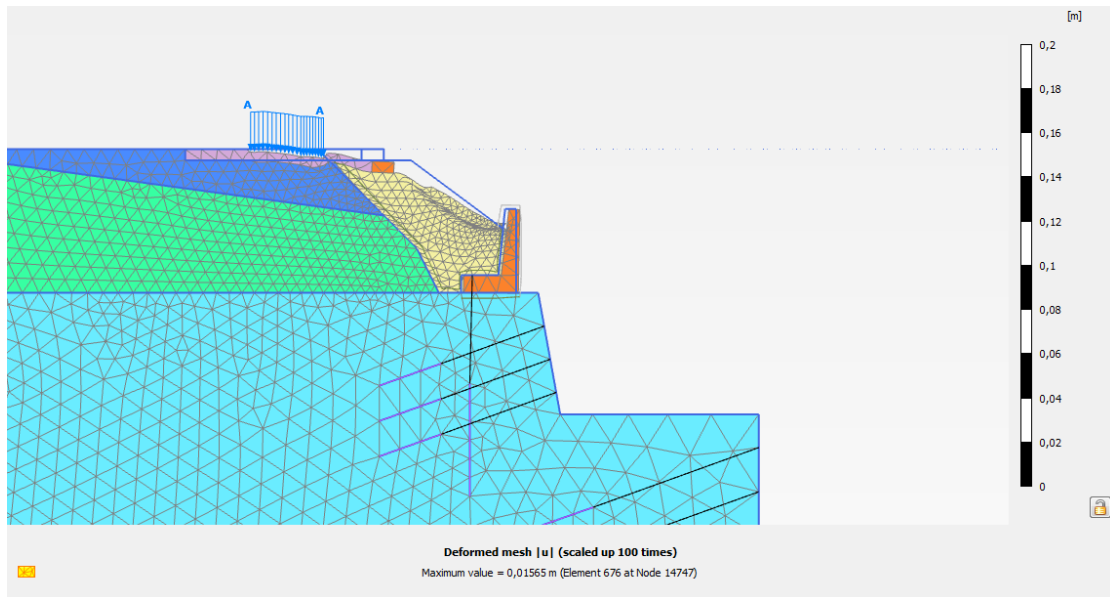 [m]
0,2
0,18
0,16
0,14
0,12
0,1
0,08
0,06
0,04
0,02
0
A A
Deformed mesh |u| (scaled up 100 times)
Maximum value = 0,01565 m (Element 676 at Node 14747)